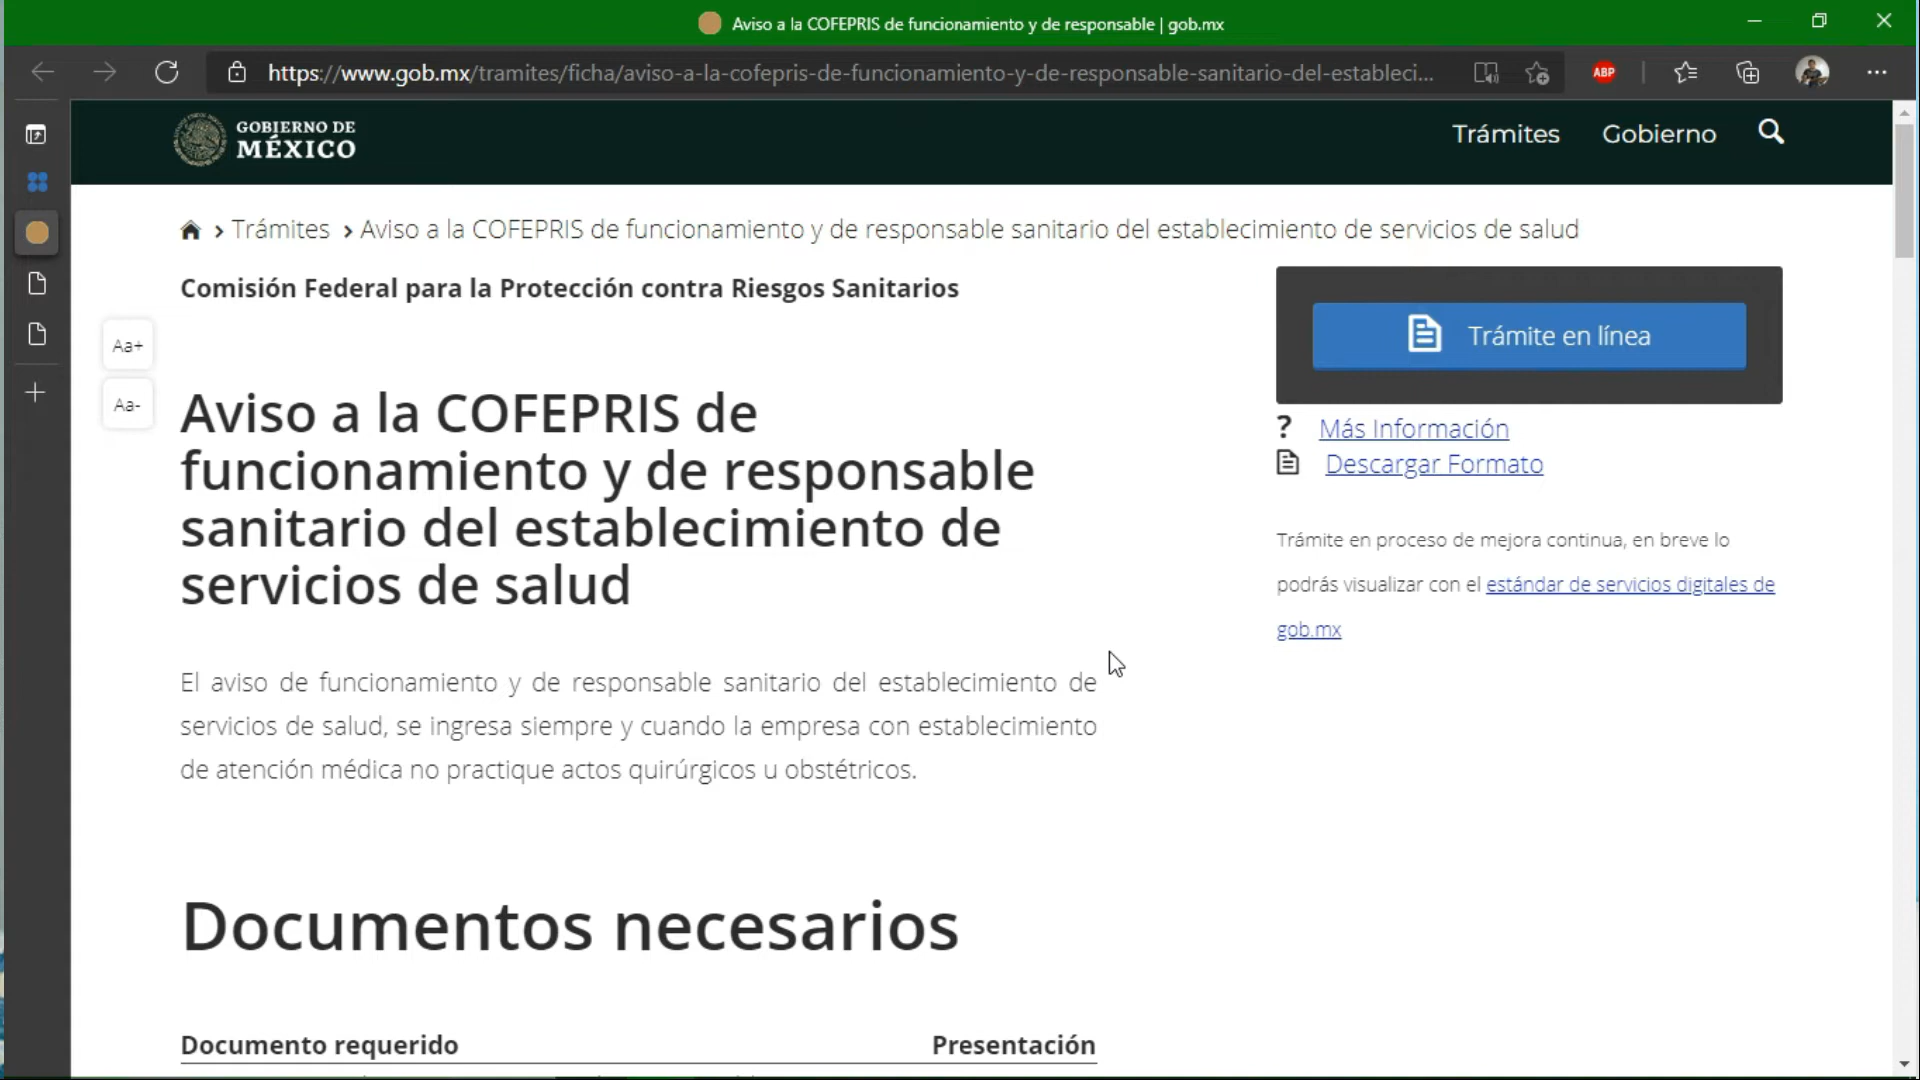 Aviso a la COFEPRIS de funcionamiento y de responsable | gob.mx
https://www.gob.mx/tramites/ficha/aviso-a-la-cofepris-de-funcionamiento-y-de-responsable-sanitario-del-estableci...
ABP
GOBIERNO DE
MÉXICO
Trámites
Gobierno
Trámites > Aviso a la COFEPRIS de funcionamiento y de responsable sanitario del establecimiento de servicios de salud
Comisión Federal para la Protección contra Riesgos Sanitarios
Aa+
Aa-
Aviso a la COFEPRIS de
funcionamiento y de responsable
sanitario del establecimiento de
servicios de salud
El aviso de funcionamiento y de responsable sanitario del establecimiento de
servicios de salud, se ingresa siempre y cuando la empresa con establecimiento
de atención médica no practique actos quirúrgicos u obstétricos.
Trámite en línea
? Más Información
Descargar Formato
Trámite en proceso de mejora continua, en breve lo
podrás visualizar con el estándar de servicios digitales de
gob.mx
Documentos necesarios
Documento requerido
Presentación